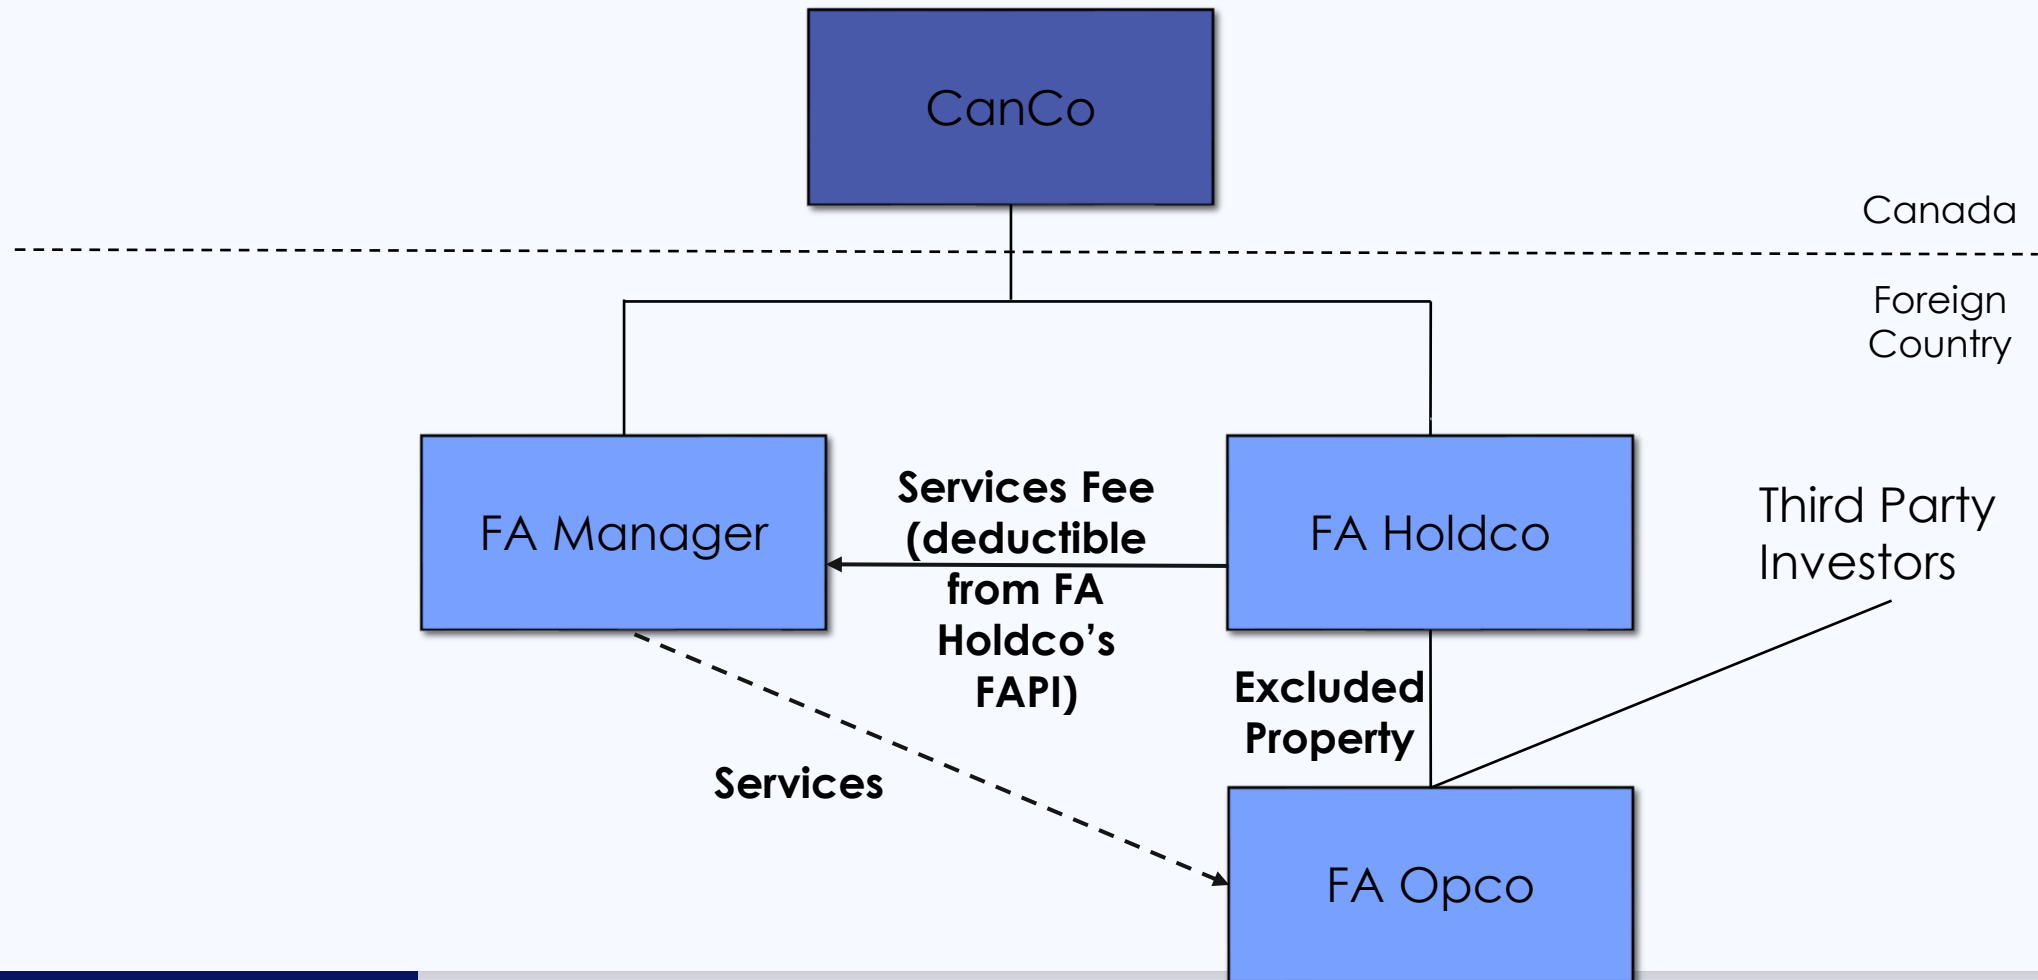 CanCo
Canada
Foreign
Country
FA Manager
Services Fee
(deductible
from FA
Holdco’s
FAPI)
FA Holdco
Third Party
Investors
Excluded
Property
Services
FA Opco